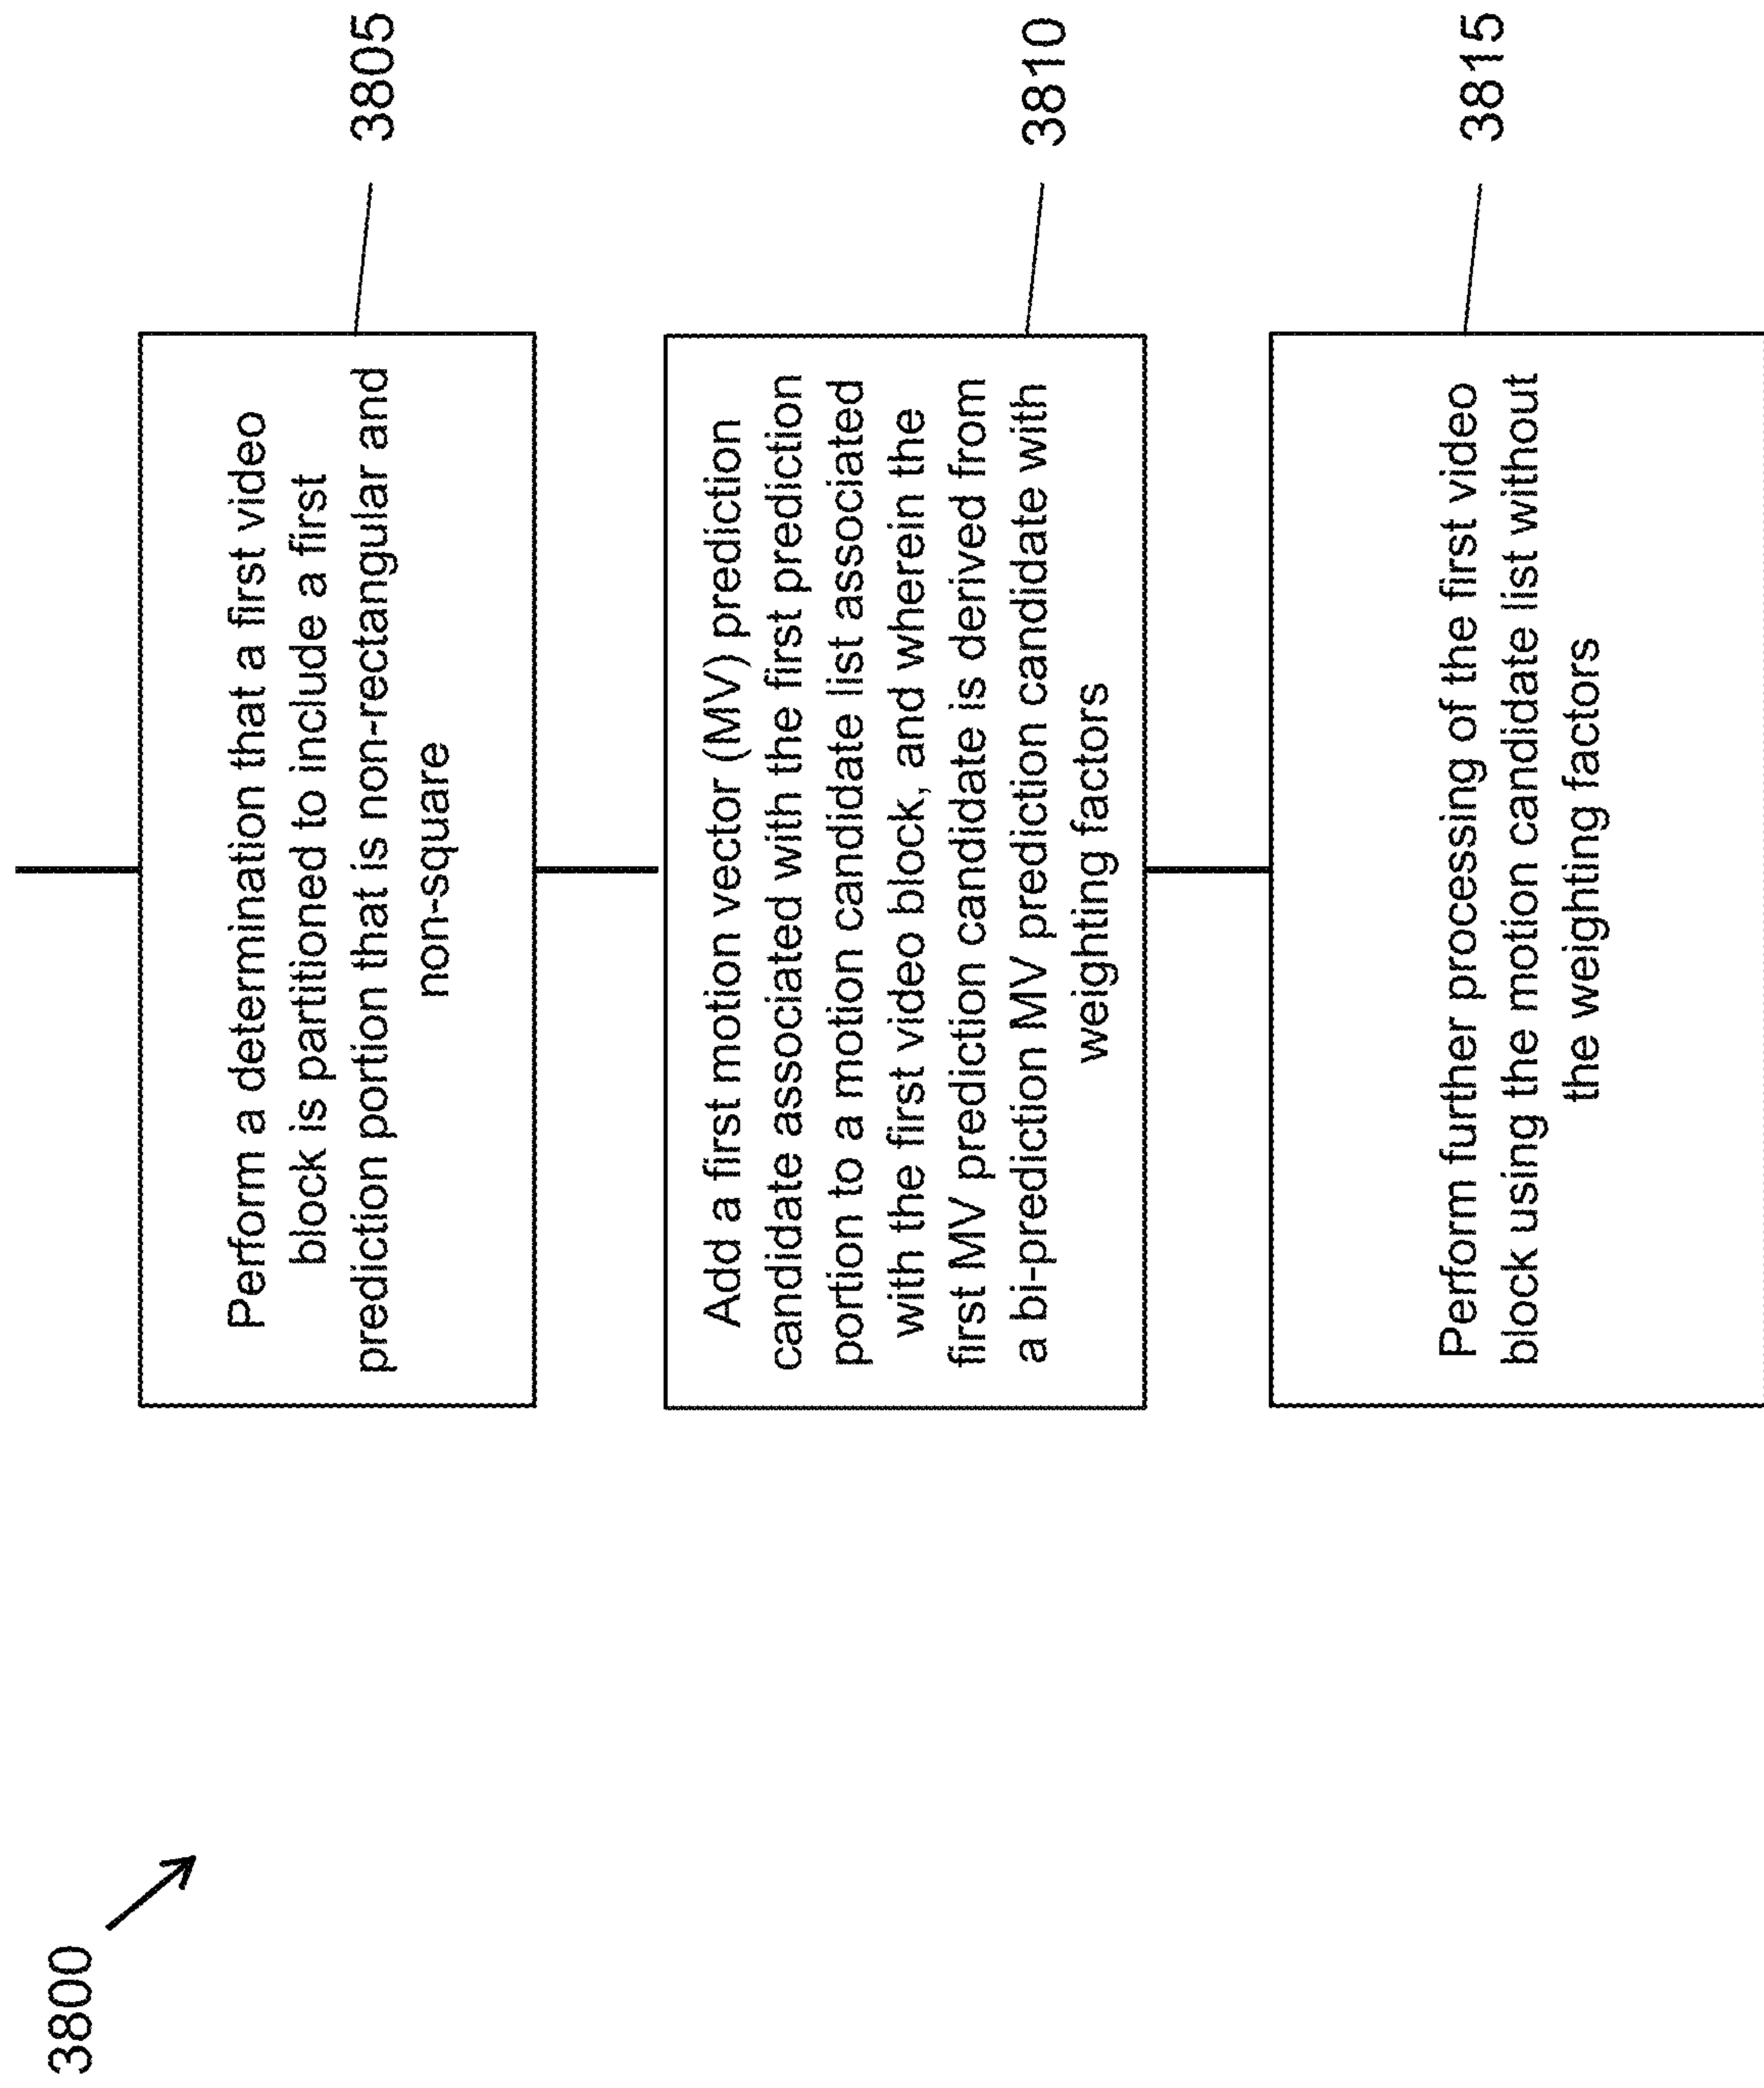 3800
Perform a determination that a first video
block is partitioned to include a first
prediction portion that is non-rectangular and
non-square
3805
Add a first motion vector (MV) prediction
candidate associated with the first prediction
portion to a motion candidate list associated
with the first video block, and wherein the
first MV prediction candidate is derived from
a bi-prediction MV prediction candidate with
weighting factors
3810
Perform further processing of the first video
block using the motion candidate list without
the weighting factors
3815